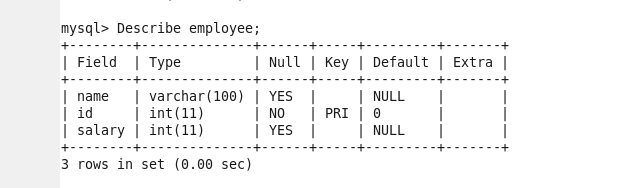 mysql> Describe employee;
+--------+--------------+------+-----+---------+-------+
| Field  | Type         | Null | Key | Default | Extra |
+--------+--------------+------+-----+---------+-------+
| name   | varchar(100) | YES  |     | NULL    |       |
| id     | int(11)      | NO   | PRI | 0       |       |
| salary | int(11)      | YES  |     | NULL    |       |
+--------+--------------+------+-----+---------+-------+
3 rows in set (0.00 sec)